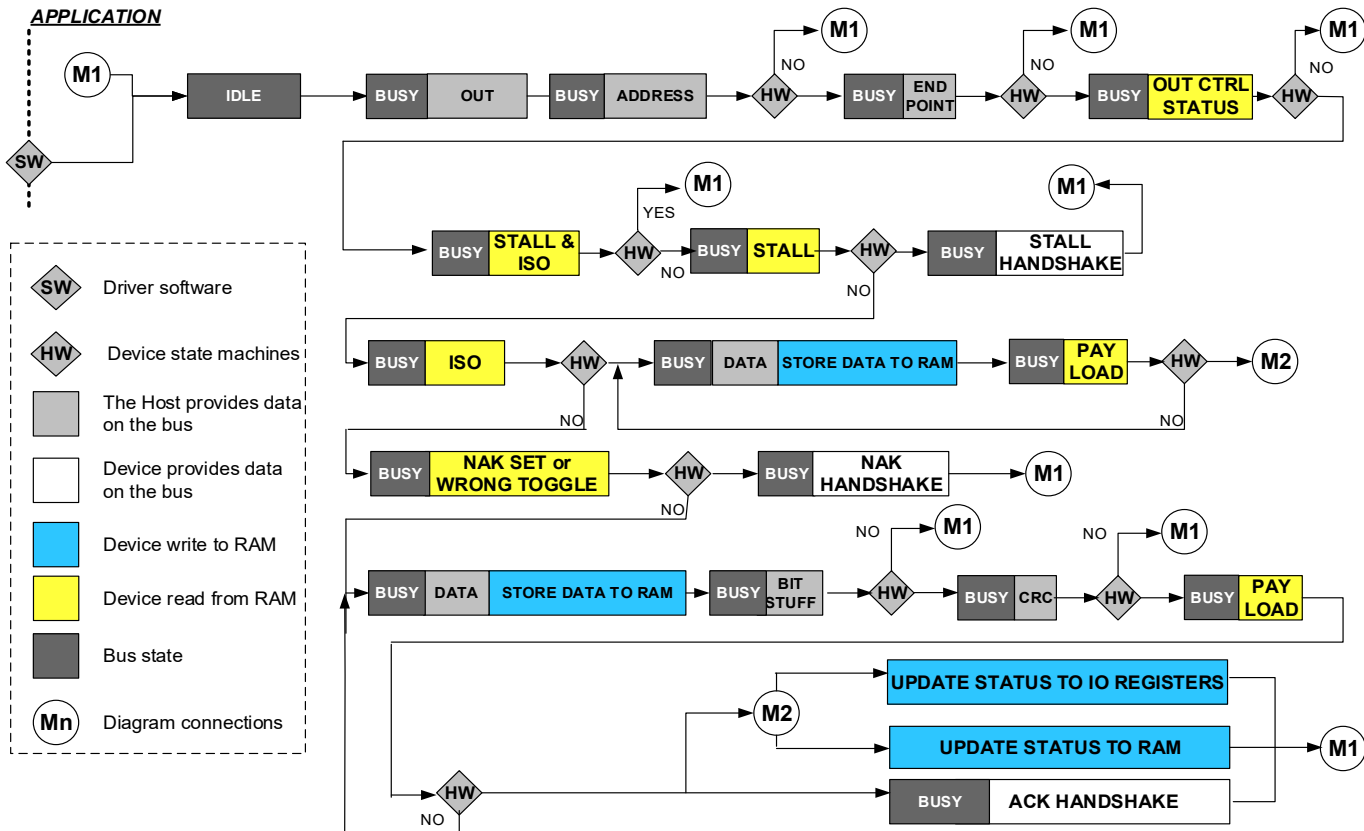 APPLICATION
M1
M1
M1
M1
IDLE
BUSY
OUT
BUSY
ADDRESS
HW
NO
BUSY
END
POINT
HW
NO
BUSY
OUT CTRL
STATUS
HW
NO
SW
M1
YES
M1
BUSY
STALL &
ISO
HW
NO
BUSY
STALL
HW
NO
BUSY
STALL
HANDSHAKE
SW
Driver software
HW
Device state machines
The Host provides data
on the bus
Device provides data
on the bus
Device write to RAM
Device read from RAM
Bus state
Mn
Diagram connections
BUSY
ISO
HW
NO
BUSY
DATA
STORE DATA TO RAM
BUSY
PAY
LOAD
HW
NO
M2
BUSY
NAK SET or
WRONG TOGGLE
HW
NO
BUSY
NAK
HANDSHAKE
M1
BUSY
DATA
STORE DATA TO RAM
BUSY
BIT
STUFF
HW
NO
M1
BUSY
CRC
HW
NO
M1
BUSY
PAY
LOAD
M2
UPDATE STATUS TO IO REGISTERS
UPDATE STATUS TO RAM
M1
HW
NO
BUSY
ACK HANDSHAKE